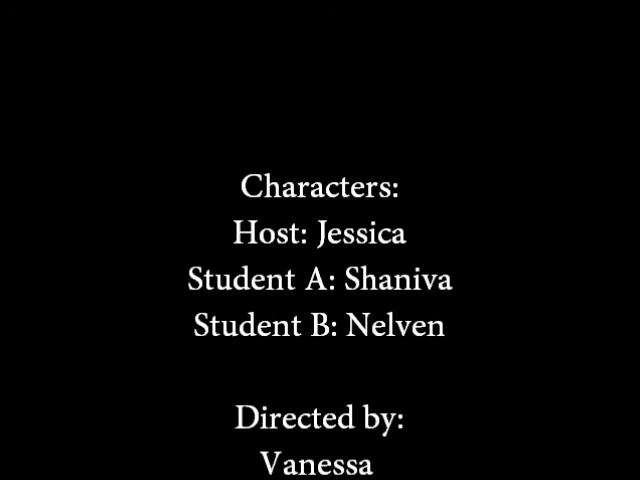 Characters:
Host: Jessica
Student A: Shaniva
Student B: Nelven
Directed by:
Vanessa